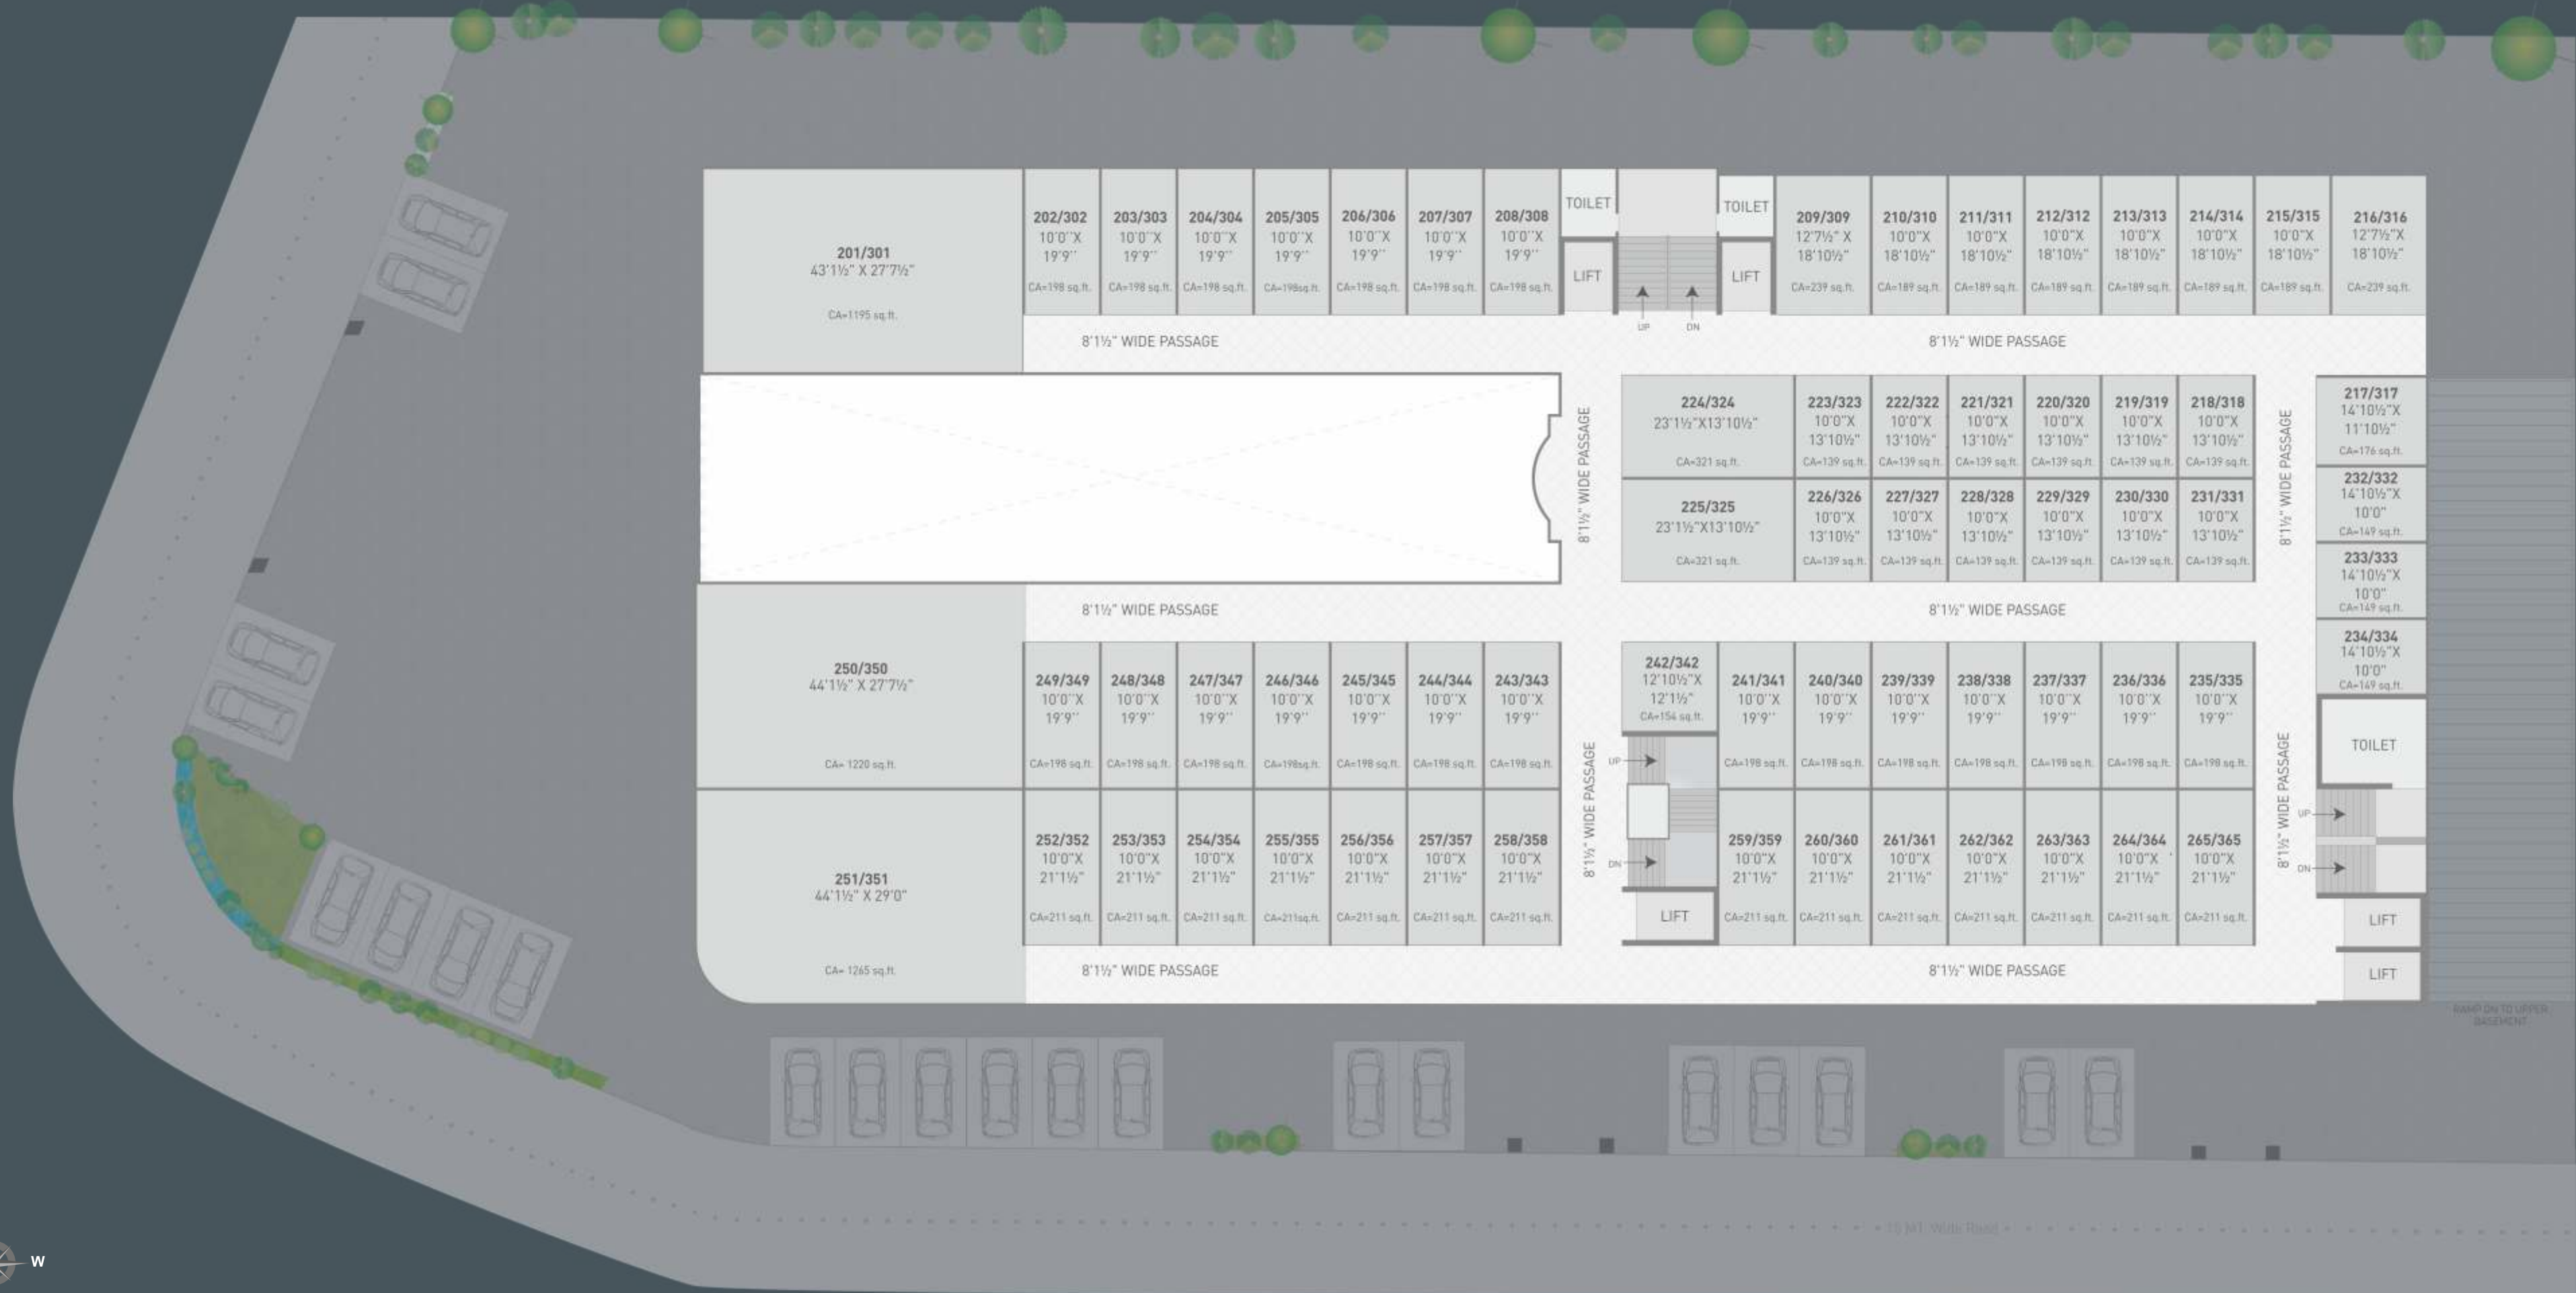 201/301
43'1½" X 27'7½"
CA=1195 sq.ft.
202/302
10'0''X
19'9''
CA=198 sq.ft.
203/303
10'0''X
19'9''
CA=198 sq.ft.
204/304
10'0''X
19'9''
CA=198 sq.ft.
205/305
10'0''X
19'9''
CA=198sq.ft.
206/306
10'0''X
19'9''
CA=198 sq.ft.
207/307
10'0''X
19'9''
CA=198 sq.ft.
208/308
10'0''X
19'9''
CA=198 sq.ft.
TOILET
LIFT
UP
DN
TOILET
LIFT
209/309
12'7½" X
18'10½"
CA=239 sq.ft.
210/310
10'0"X
18'10½"
CA=189 sq.ft.
211/311
10'0"X
18'10½"
CA=189 sq.ft.
212/312
10'0"X
18'10½"
CA=189 sq.ft.
213/313
10'0"X
18'10½"
CA=189 sq.ft.
214/314
10'0"X
18'10½"
CA=189 sq.ft.
215/315
10'0"X
18'10½"
CA=189 sq.ft.
216/316
12'7½"X
18'10½"
CA=239 sq.ft.
8'1½" WIDE PASSAGE
8'1½" WIDE PASSAGE
8'1½" WIDE PASSAGE
224/324
23'1½"X13'10½"
CA=321 sq.ft.
223/323
10'0"X
13'10½"
CA=139 sq.ft.
222/322
10'0"X
13'10½"
CA=139 sq.ft.
221/321
10'0"X
13'10½"
CA=139 sq.ft.
220/320
10'0"X
13'10½"
CA=139 sq.ft.
219/319
10'0"X
13'10½"
CA=139 sq.ft.
218/318
10'0"X
13'10½"
CA=139 sq.ft.
8'1½" WIDE PASSAGE
217/317
14'10½"X
11'10½"
CA=176 sq.ft.
225/325
23'1½"X13'10½"
CA=321 sq.ft.
226/326
10'0"X
13'10½"
CA=139 sq.ft.
227/327
10'0"X
13'10½"
CA=139 sq.ft.
228/328
10'0"X
13'10½"
CA=139 sq.ft.
229/329
10'0"X
13'10½"
CA=139 sq.ft.
230/330
10'0"X
13'10½"
CA=139 sq.ft.
231/331
10'0"X
13'10½"
CA=139 sq.ft.
232/332
14'10½"X
10'0"
CA=149 sq.ft.
233/333
14'10½"X
10'0"
CA=149 sq.ft.
234/334
14'10½"X
10'0"
CA=149 sq.ft.
8'1½" WIDE PASSAGE
8'1½" WIDE PASSAGE
250/350
44'1½" X 27'7½"
CA= 1220 sq.ft.
249/349
10'0''X
19'9''
CA=198 sq.ft.
248/348
10'0''X
19'9''
CA=198 sq.ft.
247/347
10'0''X
19'9''
CA=198 sq.ft.
246/346
10'0''X
19'9''
CA=198sq.ft.
245/345
10'0''X
19'9''
CA=198 sq.ft.
244/344
10'0''X
19'9''
CA=198 sq.ft.
243/343
10'0''X
19'9''
CA=198 sq.ft.
8'1½" WIDE PASSAGE
242/342
12'10½"X
12'1½"
CA=154 sq.ft.
UP
DN
LIFT
241/341
10'0''X
19'9''
CA=198 sq.ft.
240/340
10'0''X
19'9''
CA=198 sq.ft.
239/339
10'0''X
19'9''
CA=198 sq.ft.
238/338
10'0''X
19'9''
CA=198 sq.ft.
237/337
10'0''X
19'9''
CA=198 sq.ft.
236/336
10'0''X
19'9''
CA=198 sq.ft.
235/335
10'0''X
19'9''
CA=198 sq.ft.
8'1½" WIDE PASSAGE
TOILET
UP
DN
LIFT
LIFT
251/351
44'1½" X 29'0"
CA= 1265 sq.ft.
252/352
10'0"X
21'1½"
CA=211 sq.ft.
253/353
10'0"X
21'1½"
CA=211 sq.ft.
254/354
10'0"X
21'1½"
CA=211 sq.ft.
255/355
10'0"X
21'1½"
CA=211sq.ft.
256/356
10'0"X
21'1½"
CA=211 sq.ft.
257/357
10'0"X
21'1½"
CA=211 sq.ft.
258/358
10'0"X
21'1½"
CA=211 sq.ft.
259/359
10'0"X
21'1½"
CA=211 sq.ft.
260/360
10'0"X
21'1½"
CA=211 sq.ft.
261/361
10'0"X
21'1½"
CA=211 sq.ft.
262/362
10'0"X
21'1½"
CA=211 sq.ft.
263/363
10'0"X
21'1½"
CA=211 sq.ft.
264/364
10'0"X
21'1½"
CA=211 sq.ft.
265/365
10'0"X
21'1½"
CA=211 sq.ft.
8'1½" WIDE PASSAGE
8'1½" WIDE PASSAGE
RAMP DN TO UPPER
BASEMENT
15 MT. Wide Road
W